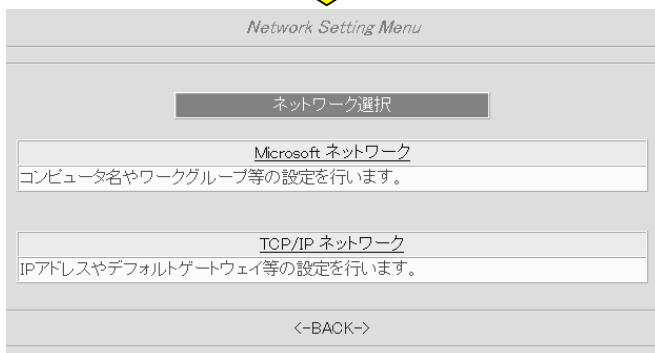 Network Setting Menu
ネットワーク選択
Microsoft ネットワーク
コンピュータ名やワークグループ等の設定を行います。
TCP/IP ネットワーク
IPアドレスやデフォルトゲートウェイ等の設定を行います。
<-BACK->